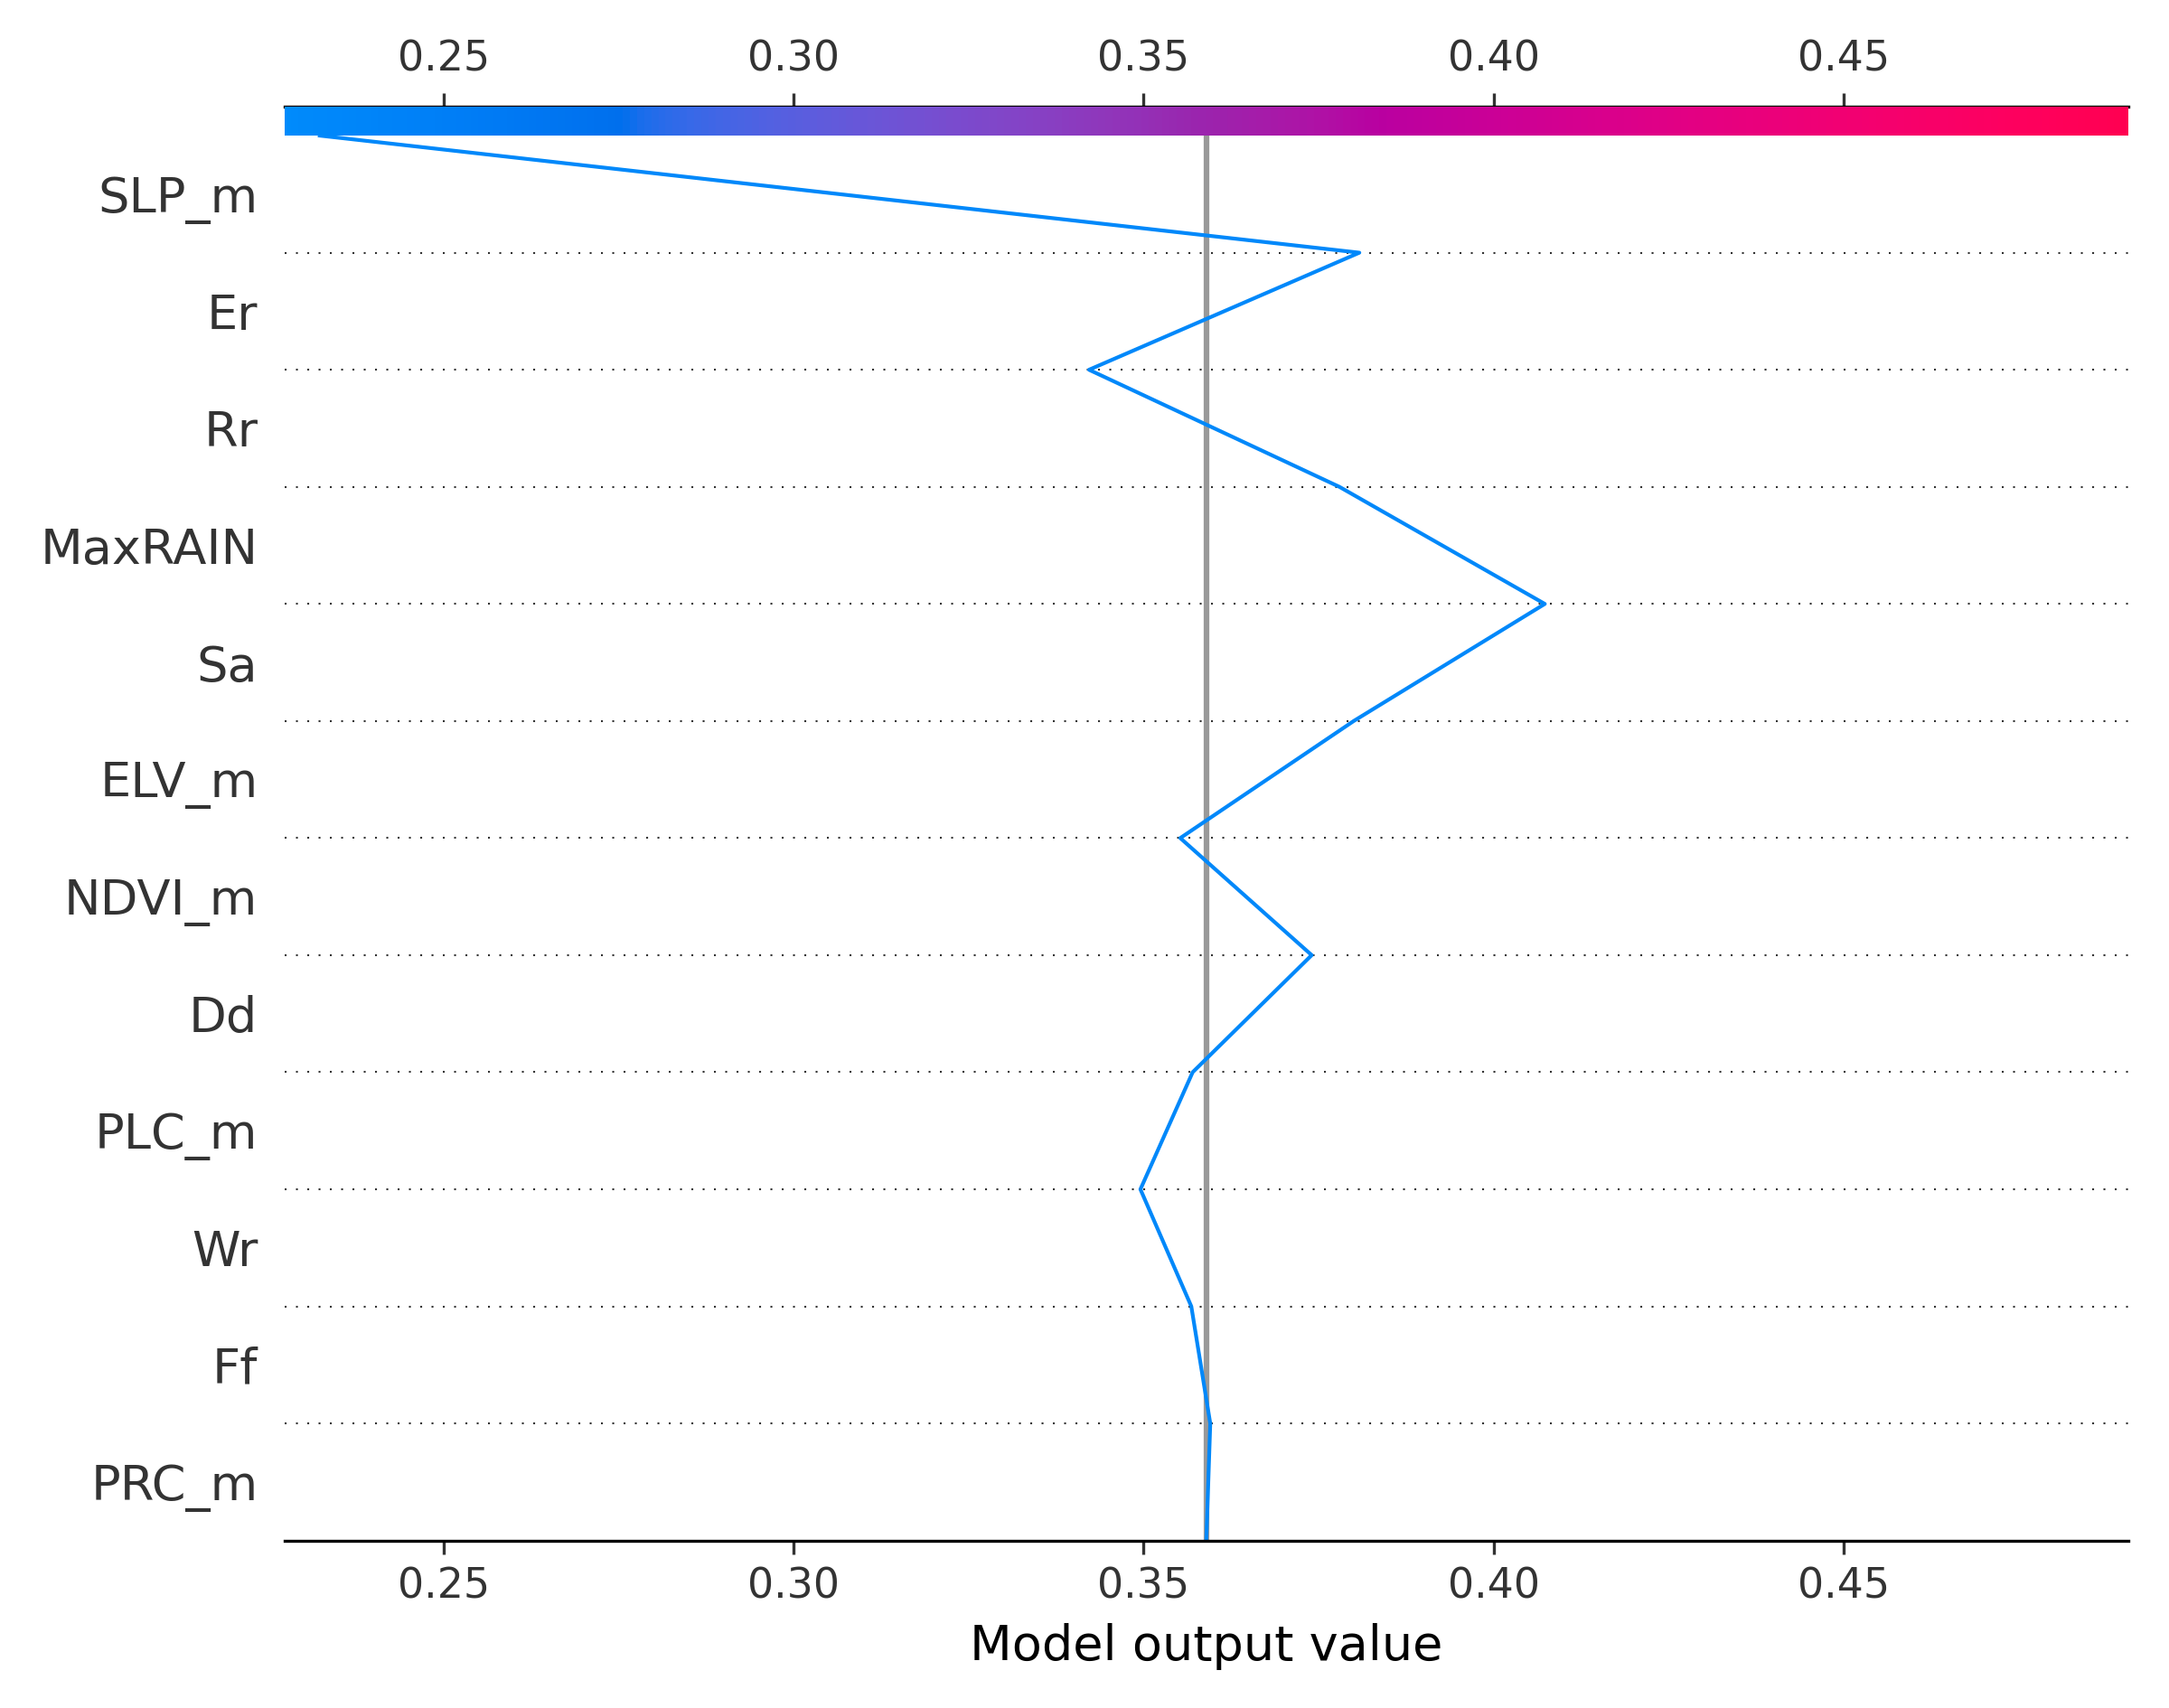 0.25 0.30 0.35 0.40 0.45
SLP_m
Er
Rr
MaxRAIN
Sa
ELV_m
NDVI_m
Dd
PLC_m
Wr
Ff
PRC_m
0.25 0.30 0.35 0.40 0.45
Model output value